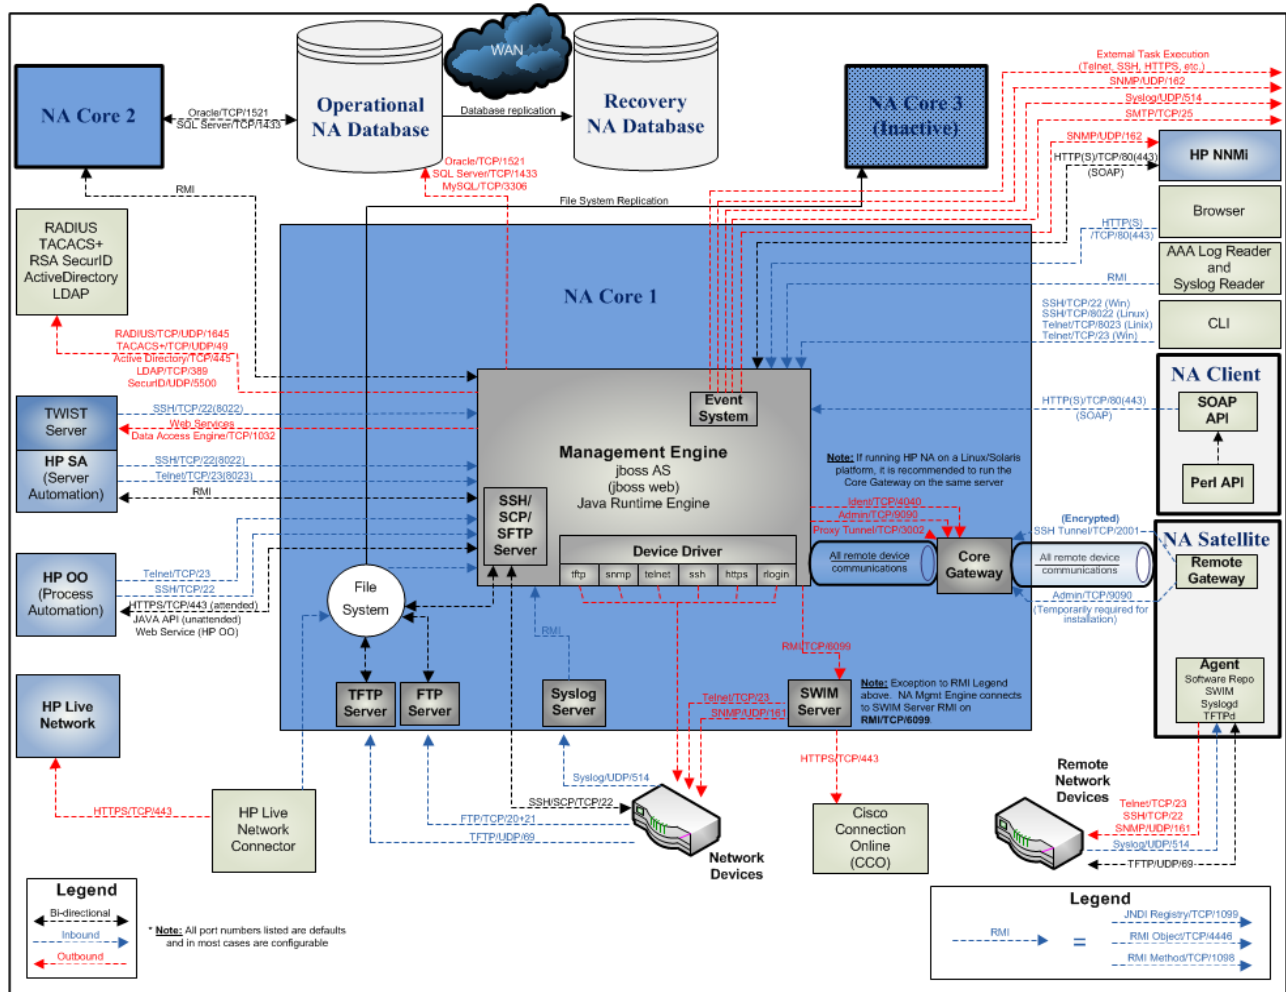 WAN
NA Core 2
Oracle/TCP/1521
SQL Server/TCP/1433
Operational
NA Database
Database replication
Recovery
NA Database
NA Core 3
(Inactive)
External Task Execution
(Telnet, SSH, HTTPS, etc.)
SNMP/UDP/162
Syslog/UDP/514
SMTP/TCP/25
SNMP/UDP/162
HTTP(S)/TCP/80(443)
(SOAP)
HP NNMi
Oracle/TCP/1521
SQL Server/TCP/1433
MySQL/TCP/3306
RMI
File System Replication
Browser
HTTP(S)
/TCP/80(443)
RADIUS
TACACS+
RSA SecurID
ActiveDirectory
LDAP
AAA Log Reader
and
Syslog Reader
RMI
NA Core 1
SSH/TCP/22 (Win)
SSH/TCP/8022 (Linux)
Telnet/TCP/8023 (Linix)
Telnet/TCP/23 (Win)
CLI
RADIUS/TCP/UDP/1645
TACACS+/TCP/UDP/49
Active Directory/TCP/445
LDAP/TCP/389
SecurID/UDP/5500
NA Client
SOAP
API
HTTP(S)/TCP/80(443)
(SOAP)
Perl API
TWIST
Server
SSH/TCP/22(8022)
Web Services
Data Access Engine/TCP/1032
Event
System
Management Engine
jboss AS
(jboss web)
Java Runtime Engine
Note: If running HP NA on a Linux/Solaris
platform, it is recommended to run the
Core Gateway on the same server
HP SA
(Server
Automation)
SSH/TCP/22(8022)
Telnet/TCP/23(8023)
RMI
SSH/
SCP/
SFTP
Server
Ident/TCP/4040
Admin/TCP/9090
Proxy Tunnel/TCP/3002
(Encrypted)
SSH Tunnel/TCP/2001
NA Satellite
Device Driver
tftp
snmp
telnet
ssh
https
rlogin
All remote device
communications
Core
Gateway
All remote device
communications
Remote
Gateway
Admin/TCP/9090
(Temporarily required for
installation)
HP OO
(Process
Automation)
Telnet/TCP/23
SSH/TCP/22
HTTPS/TCP/443 (attended)
JAVA API (unattended)
Web Service (HP OO)
File
System
RMI
RMI/TCP/6099
HP Live
Network
TFTP
Server
FTP
Server
Syslog
Server
Telnet/TCP/23
SNMP/UDP/161
SWIM
Server
Note: Exception to RMI Legend
above. NA Mgmt Engine connects
to SWIM Server RMI on
RMI/TCP/6099.
Agent
Software Repo
SWIM
Syslogd
TFTPd
HTTPS/TCP/443
HP Live
Network
Connector
Syslog/UDP/514
SSH/SCP/TCP/22
FTP/TCP/20+21
TFTP/UDP/69
Network
Devices
HTTPS/TCP/443
Cisco
Connection
Online
(CCO)
Remote
Network
Devices
Telnet/TCP/23
SSH/TCP/22
SNMP/UDP/161
Syslog/UDP/514
TFTP/UDP/69
Legend
Bi-directional
Inbound
Outbound
* Note: All port numbers listed are defaults
and in most cases are configurable
Legend
RMI
=
JNDI Registry/TCP/1099
RMI Object/TCP/4446
RMI Method/TCP/1098